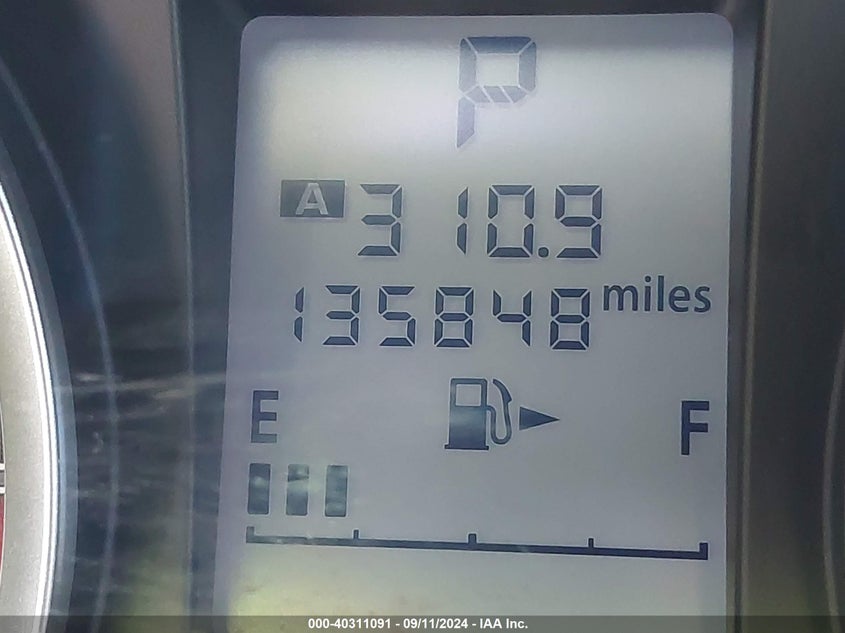 P
A 310.9
135848 miles
E F
000-40311091 - 09/11/2024 - IAA Inc.